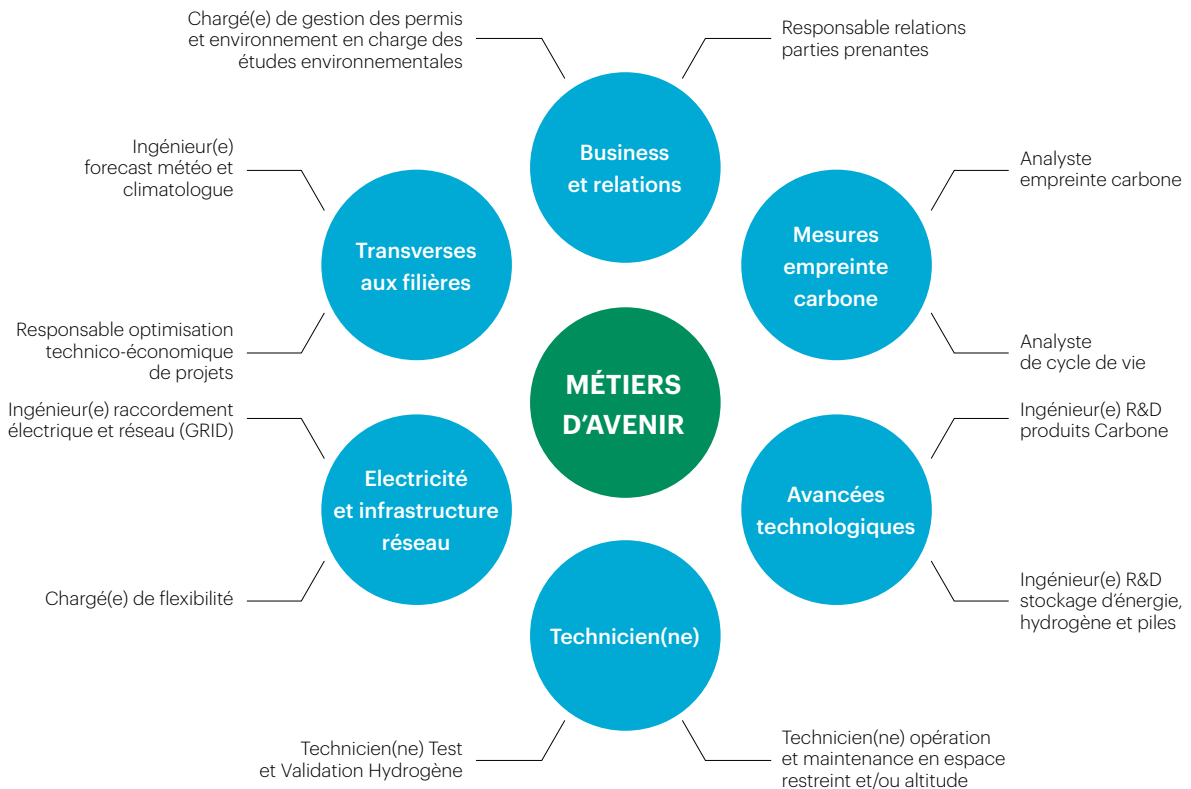 Chargé(e) de gestion des permis
et environnement en charge des
études environnementales
Responsable relations
parties prenantes
Business
et relations
Ingénieur(e)
forecast météo et
climatologue
Transverses
aux filières
Responsable optimisation
technico-économique
de projets
Analyste
empreinte carbone
Mesures
empreinte
carbone
Analyste
de cycle de vie
MÉTIERS
D'AVENIR
Ingénieur(e) raccordement
électrique et réseau (GRID)
Electricité
et infrastructure
réseau
Chargé(e) de flexibilité
Ingénieur(e) R&D
produits Carbone
Avancées
technologiques
Ingénieur(e) R&D
stockage d'énergie,
hydrogène et piles
Technicien(ne)
Technicien(ne) Test
et Validation Hydrogène
Technicien(ne) opération
et maintenance en espace
restreint et/ou altitude